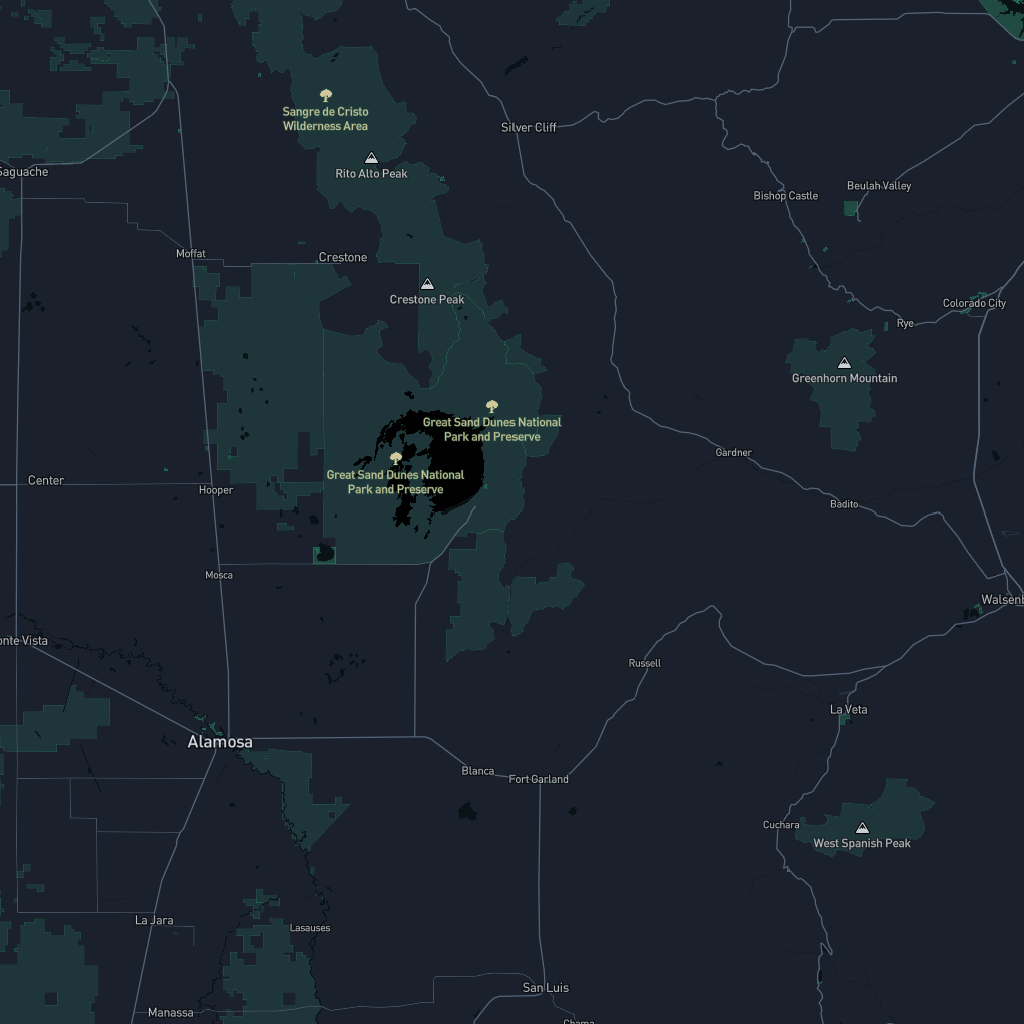 Sangre de Cristo
Wilderness Area
Silver Cliff
Rito Alto Peak
Saguache
Beulah Valley
Bishop Castle
Moffat
Crestone
Crestone Peak
Colorado City
Rye
Greenhorn Mountain
Great Sand Dunes National
Park and Preserve
Gardner
Great Sand Dunes National
Park and Preserve
Center
Hooper
Badito
Mosca
Walsenb
onte Vista
Russell
La Veta
Alamosa
Blanca
Fort Garland
Cuchara
West Spanish Peak
La Jara
Lasauses
San Luis
Manassa
Chama